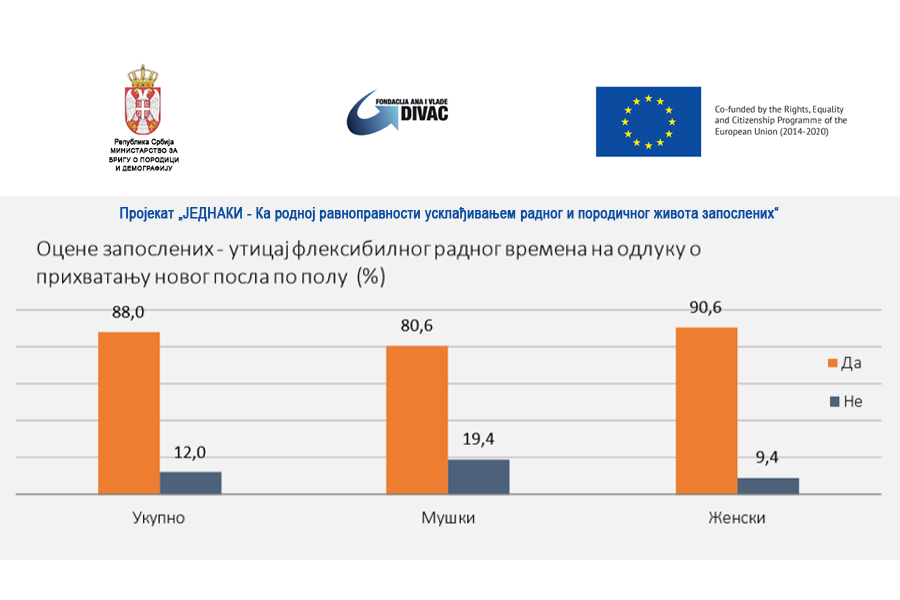 Република Србија
МИНИСТАРСТВО ЗА
БРИГУ О ПОРОДИЦИ
И ДЕМОГРАФИЈУ
FONDACIJA ANA I VLADE
DIVAC
Co-funded by the Rights, Equality
and Citizenship Programme of the
European Union (2014-2020)
Пројекат „ЈЕДНАКИ - Ка родној равноправности усклађивањем радног и породичног живота запослених“
Оцене запослених - утицај флексибилног радног времена на одлуку о
прихватању новог посла по полу (%)
88,0
12,0
80,6
19,4
90,6
9,4
Да
Не
Укупно
Мушки
Женски